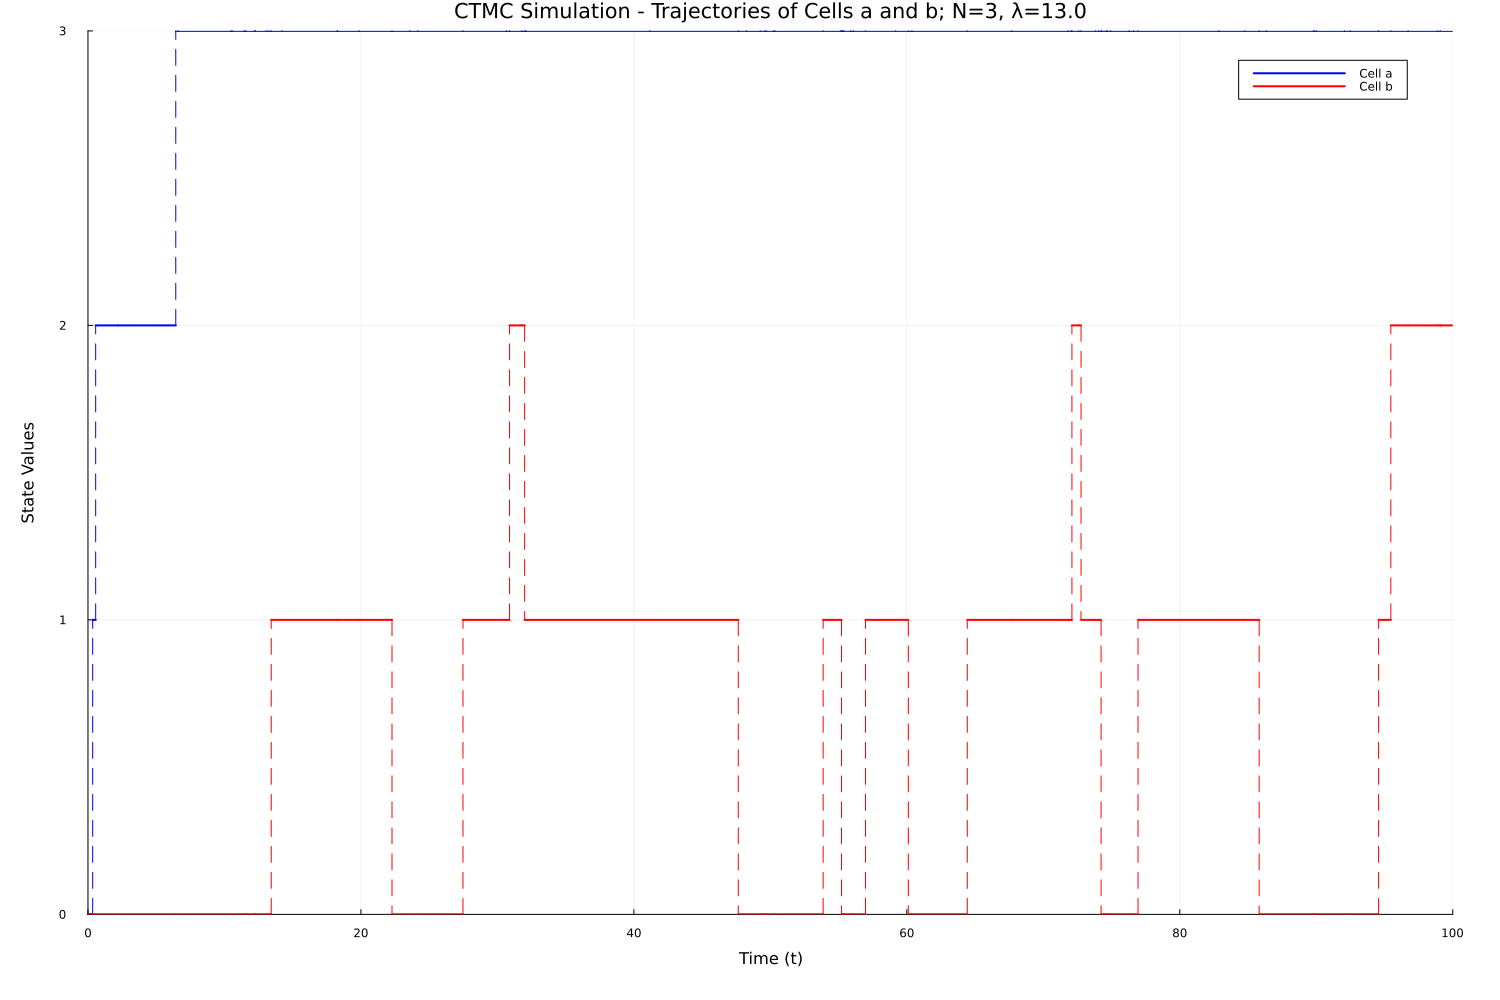 CTMC Simulation - Trajectories of Cells a and b; N=3, λ=13.0
3
Cell a
Cell b
2
State Values
1
0
0 20 40 60 80 100
Time (t)